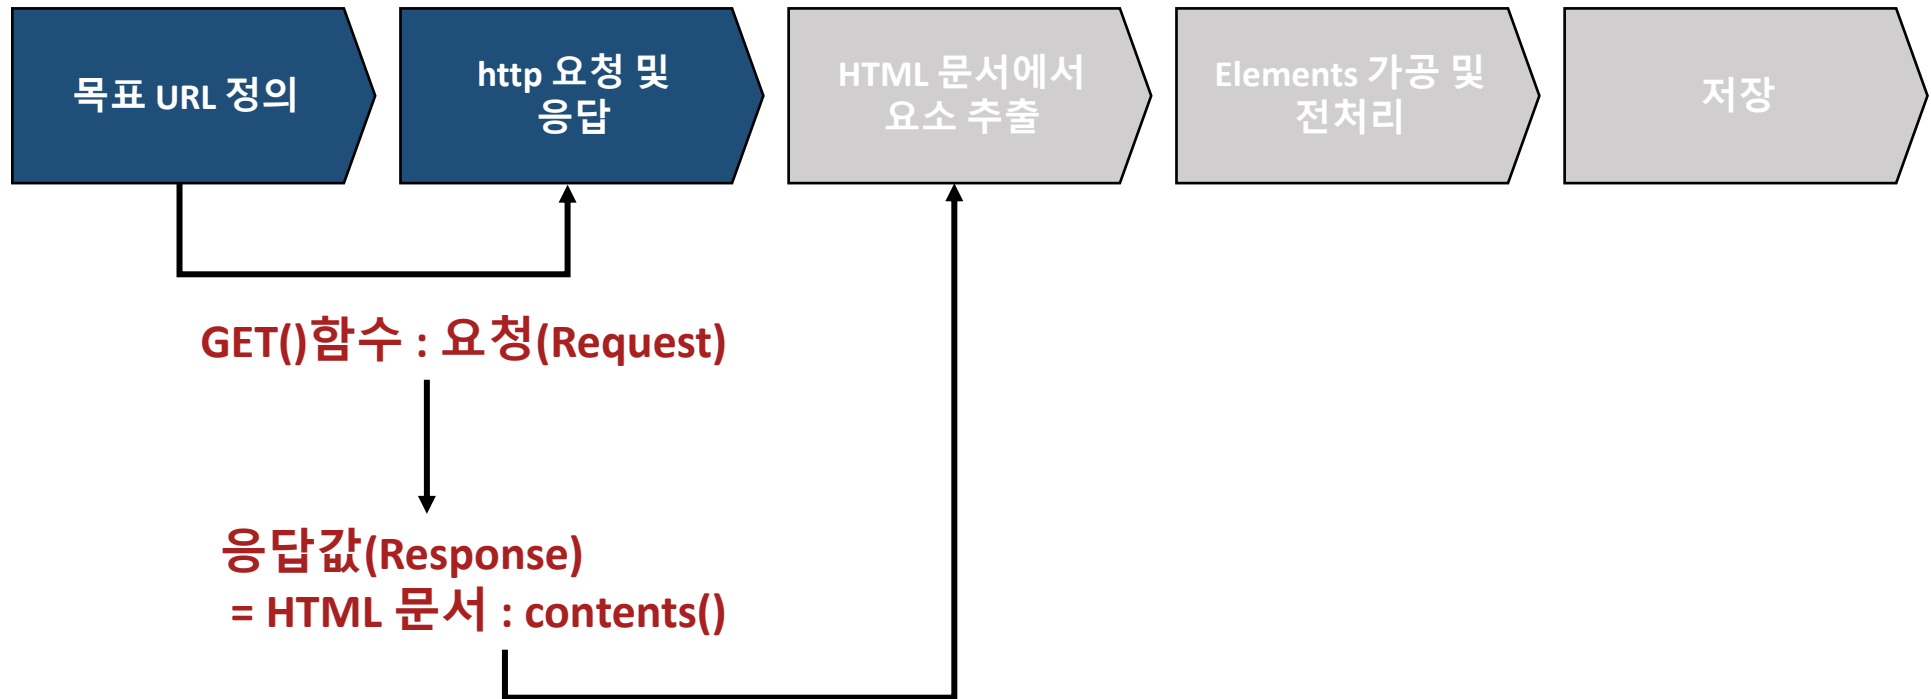 목표 URL 정의
http 요청 및
응답
HTML 문서에서
요소 추출
Elements 가공 및
전처리
저장
GET()함수 : 요청(Request)
응답값(Response)
= HTML 문서 : contents()